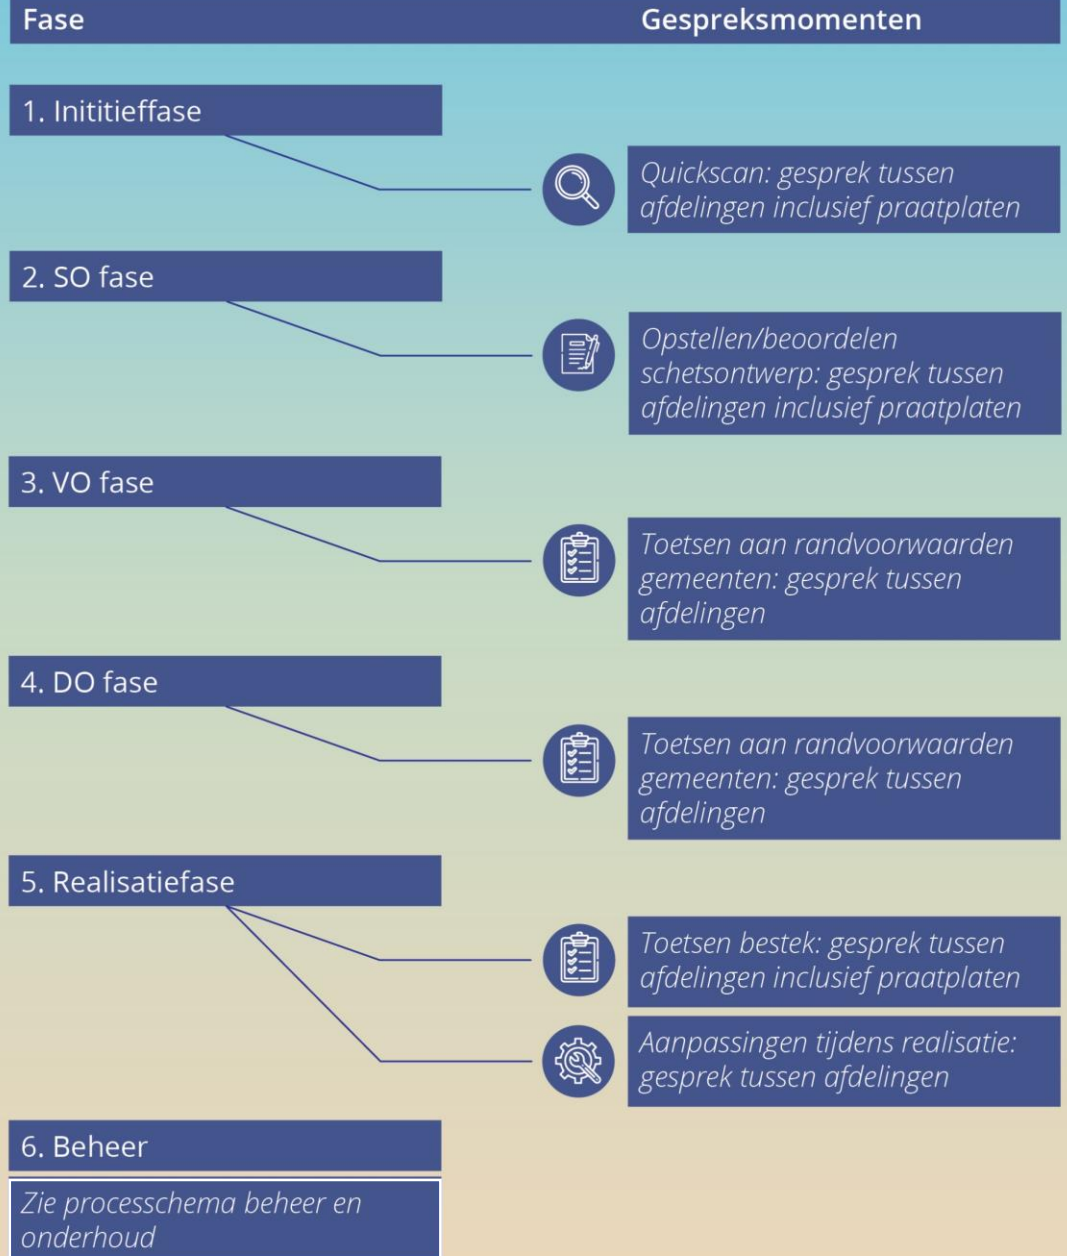 Fase
Gespreksmomenten
1. Inititieffase
Quickscan: gesprek tussen
afdelingen inclusief praatplaten
2. SO fase
Opstellen/beoordelen
schetsontwerp: gesprek tussen
afdelingen inclusief praatplaten
3. VO fase
Toetsen aan randvoorwaarden
gemeenten: gesprek tussen
afdelingen
4. DO fase
Toetsen aan randvoorwaarden
gemeenten: gesprek tussen
afdelingen
5. Realisatiefase
Toetsen bestek: gesprek tussen
afdelingen inclusief praatplaten
Aanpassingen tijdens realisatie:
gesprek tussen afdelingen
6. Beheer
Zie processchema beheer en
onderhoud